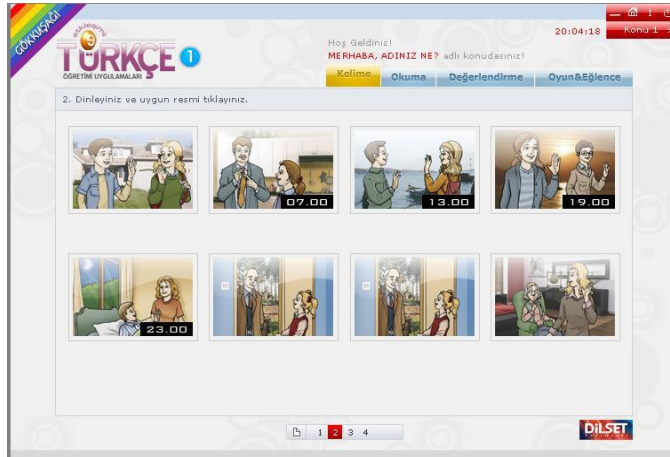 GÖKKUŞAĞI
etkileşimli
TÜRKÇE 1
ÖĞRETİMİ UYGULAMALARI
20:04:18
Konu 1
Hoş Geldiniz!
MERHABA, ADINIZ NE? adlı konudasınız!
Kelime Okuma Değerlendirme Oyun&Eğlence
2. Dinleyiniz ve uygun resmi tıklayınız.
07.00 13.00 19.00
23.00
1 2 3 4
DİLSET